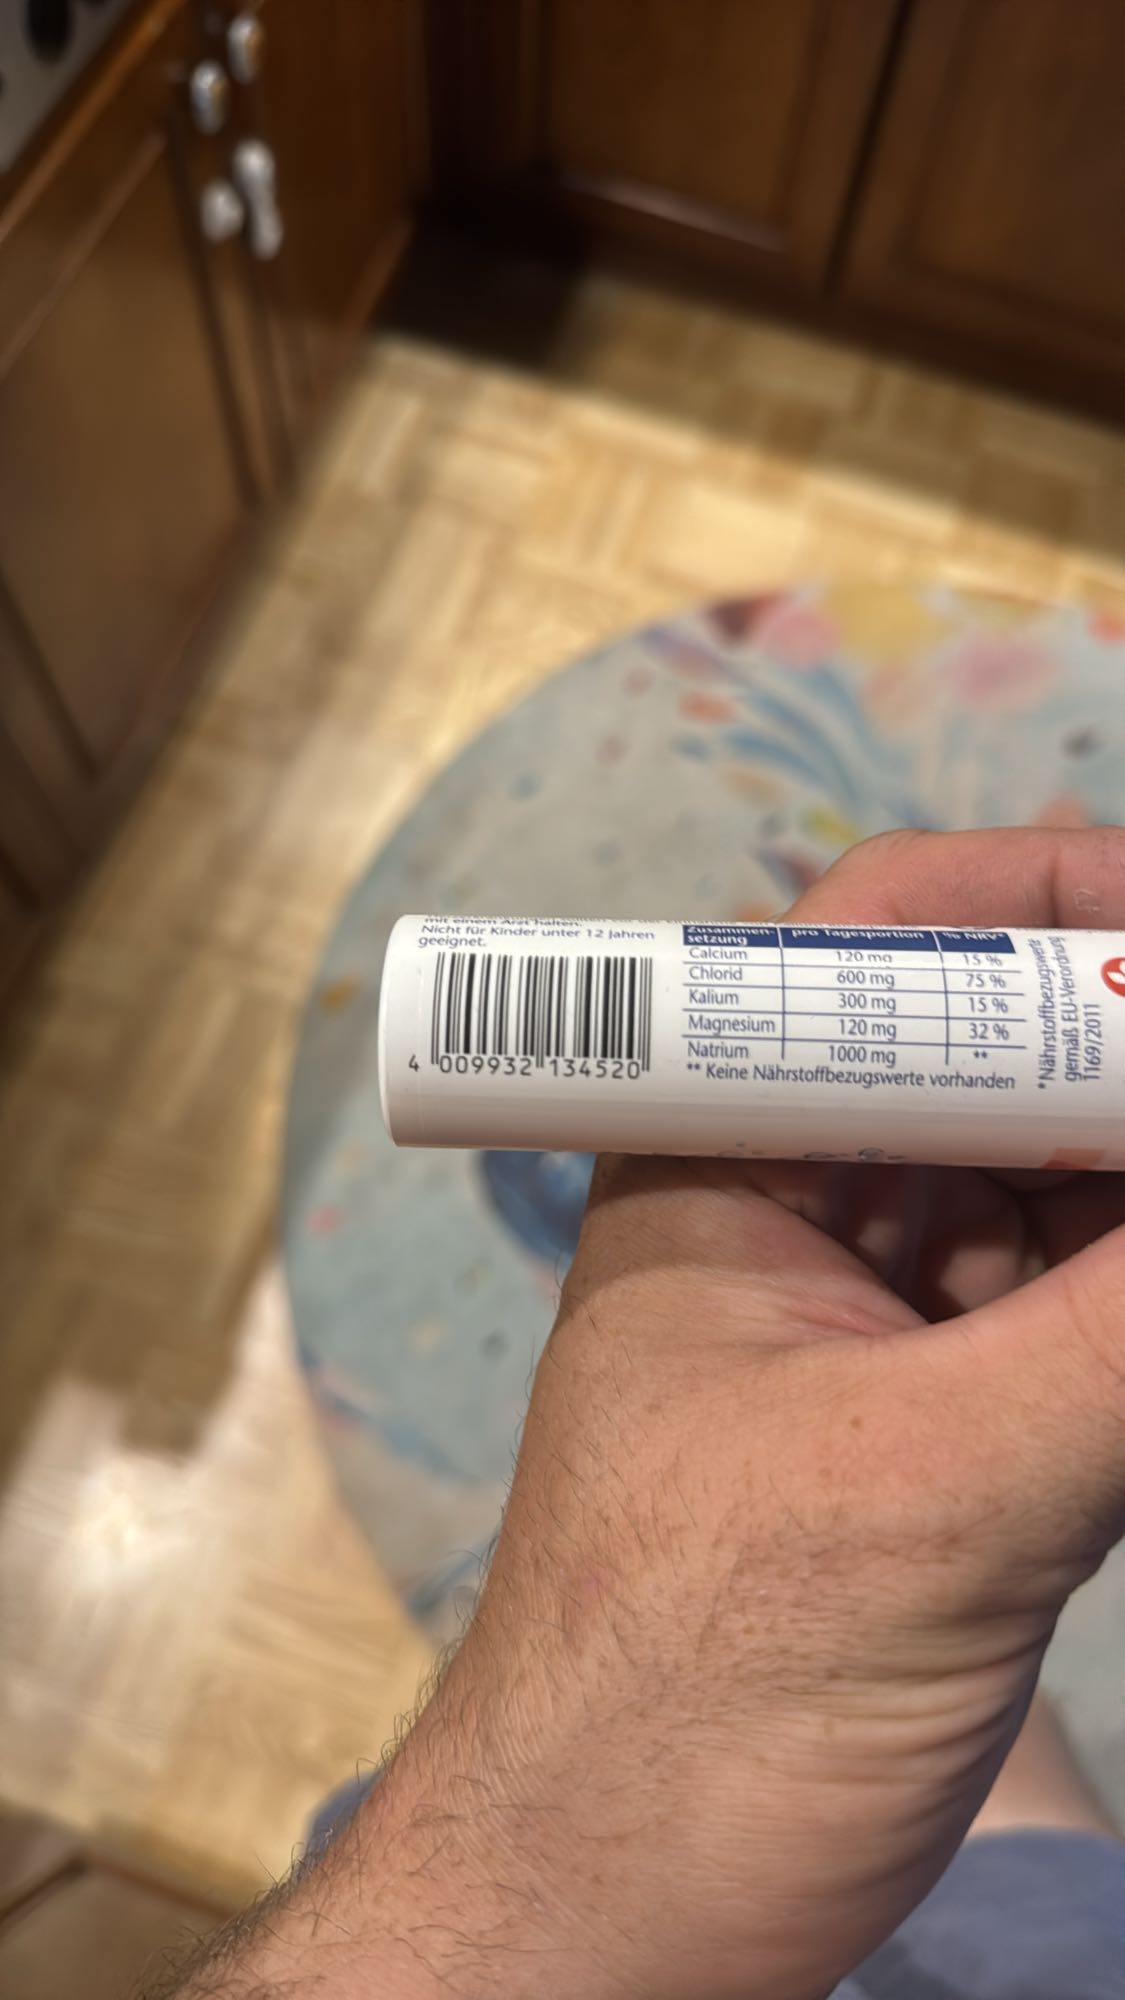 mit einem Arzt halten.
Nicht für Kinder unter 12 Jahren
geeignet.
4 009932 134520
Zusammen-
setzung pro Tagesportion % NRV*
Calcium 120 mg 15 %
Chlorid 600 mg 75 %
Kalium 300 mg 15 %
Magnesium 120 mg 32 %
Natrium 1000 mg **
** Keine Nährstoffbezugswerte vorhanden
*Nährstoffbezugswerte
gemäß EU-Verordnung
1169/2011